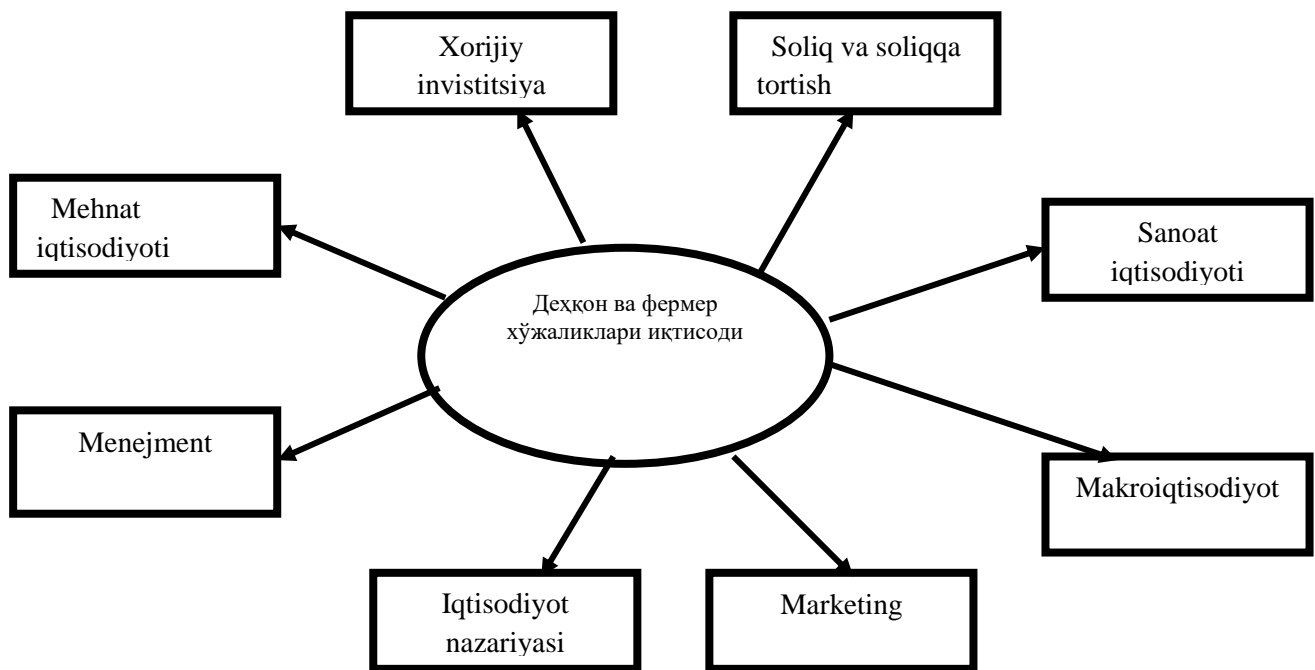 Xorijiy
invistitsiya
Soliq va soliqqa
tortish
Mehnat
iqtisodiyoti
Sanoat
iqtisodiyoti
Деҳқон ва фермер
хўжаликлари иқтисоди
Menejment
Makroiqtisodiyot
Iqtisodiyot
nazariyasi
Marketing